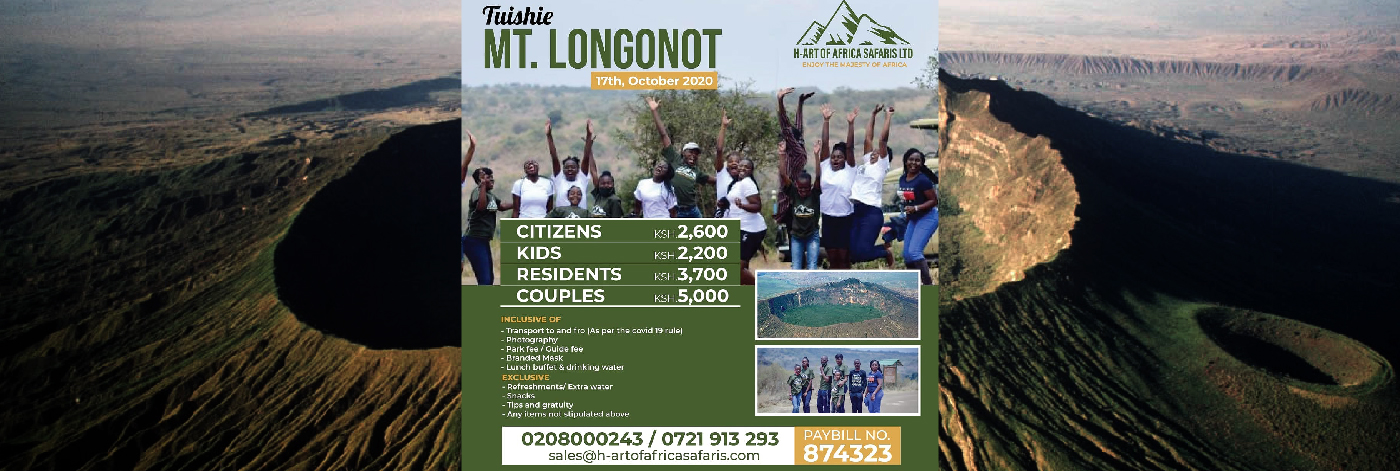 Tuishie
MT. LONGONOT
17th, October 2020
H-ART OF AFRICA SAFARIS LTD
ENJOY THE MAJESTY OF AFRICA
CITIZENS KSH.2,600
KIDS KSH.2,200
RESIDENTS KSH.3,700
COUPLES KSH.5,000
INCLUSIVE OF
- Transport to and fro (As per the covid 19 rule)
- Photography
- Park fee / Guide fee
- Branded Mask
- Lunch buffet & drinking water
EXCLUSIVE
- Refreshments/ Extra water
- Snacks
- Tips and gratuity
- Any items not stipulated above
0208000243 / 0721 913 293
sales@h-artofafricasafaris.com
PAYBILL NO.
874323